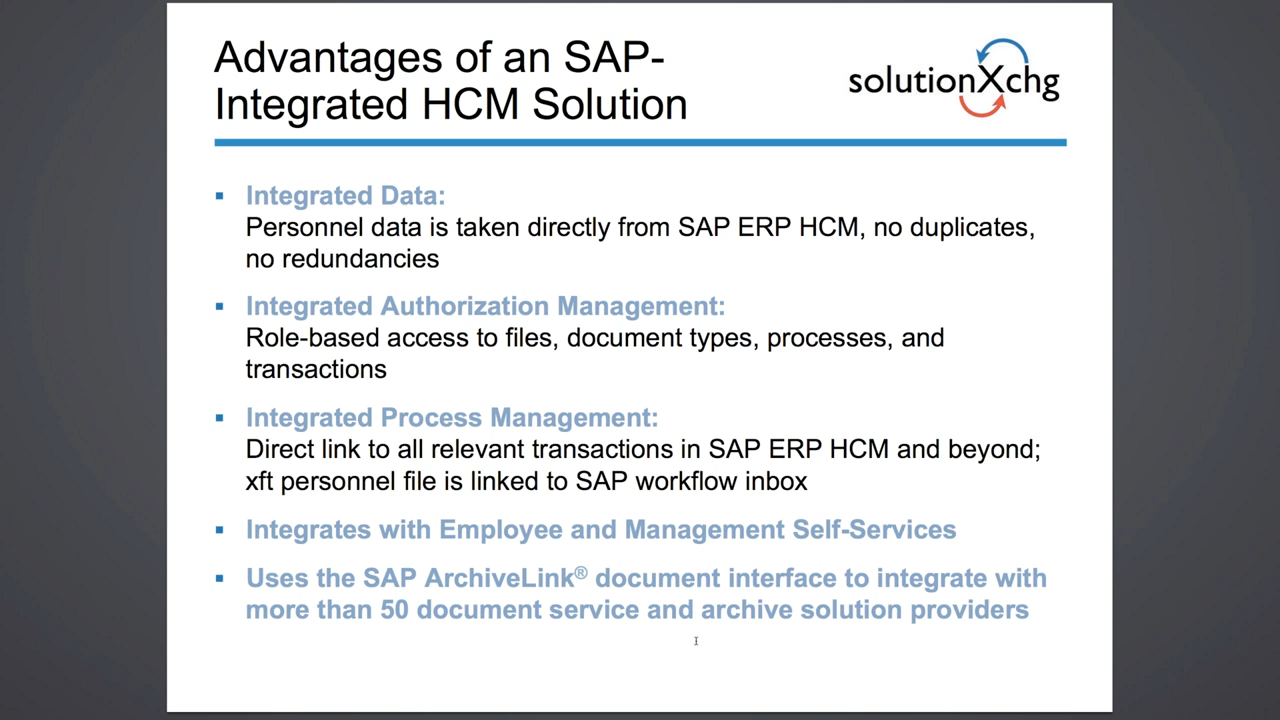 Advantages of an SAP-
Integrated HCM Solution
solutionXchg
▪ Integrated Data:
Personnel data is taken directly from SAP ERP HCM, no duplicates,
no redundancies
▪ Integrated Authorization Management:
Role-based access to files, document types, processes, and
transactions
▪ Integrated Process Management:
Direct link to all relevant transactions in SAP ERP HCM and beyond;
xft personnel file is linked to SAP workflow inbox
▪ Integrates with Employee and Management Self-Services
▪ Uses the SAP ArchiveLink® document interface to integrate with
more than 50 document service and archive solution providers